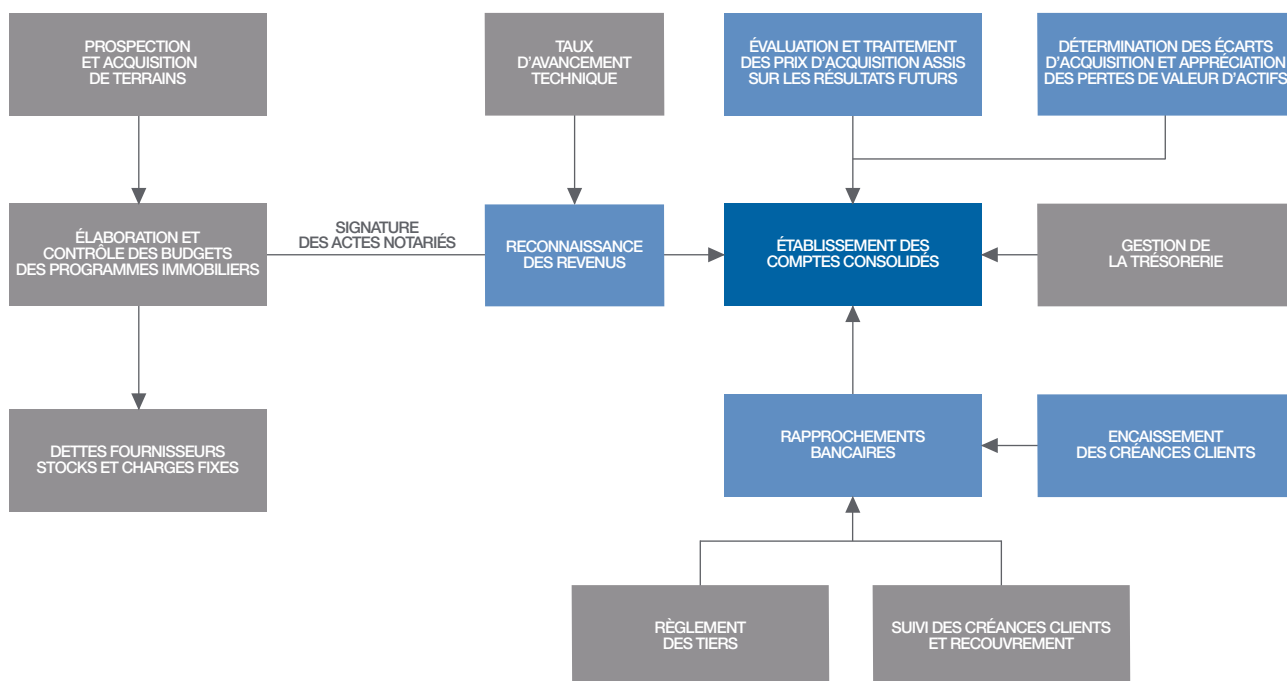 PROSPECTION
ET ACQUISITION
DE TERRAINS
TAUX
D'AVANCEMENT
TECHNIQUE
ÉVALUATION ET TRAITEMENT
DES PRIX D'ACQUISITION ASSIS
SUR LES RÉSULTATS FUTURS
DÉTERMINATION DES ÉCARTS
D'ACQUISITION ET APPRÉCIATION
DES PERTES DE VALEUR D'ACTIFS
ÉLABORATION ET
CONTRÔLE DES BUDGETS
DES PROGRAMMES IMMOBILIERS
SIGNATURE
DES ACTES NOTARIÉS
RECONNAISSANCE
DES REVENUS
ÉTABLISSEMENT DES
COMPTES CONSOLIDÉS
GESTION DE
LA TRÉSORERIE
DETTES FOURNISSEURS
STOCKS ET CHARGES FIXES
RAPPROCHEMENTS
BANCAIRES
ENCAISSEMENT
DES CRÉANCES CLIENTS
RÈGLEMENT
DES TIERS
SUIVI DES CRÉANCES CLIENTS
ET RECOUVREMENT